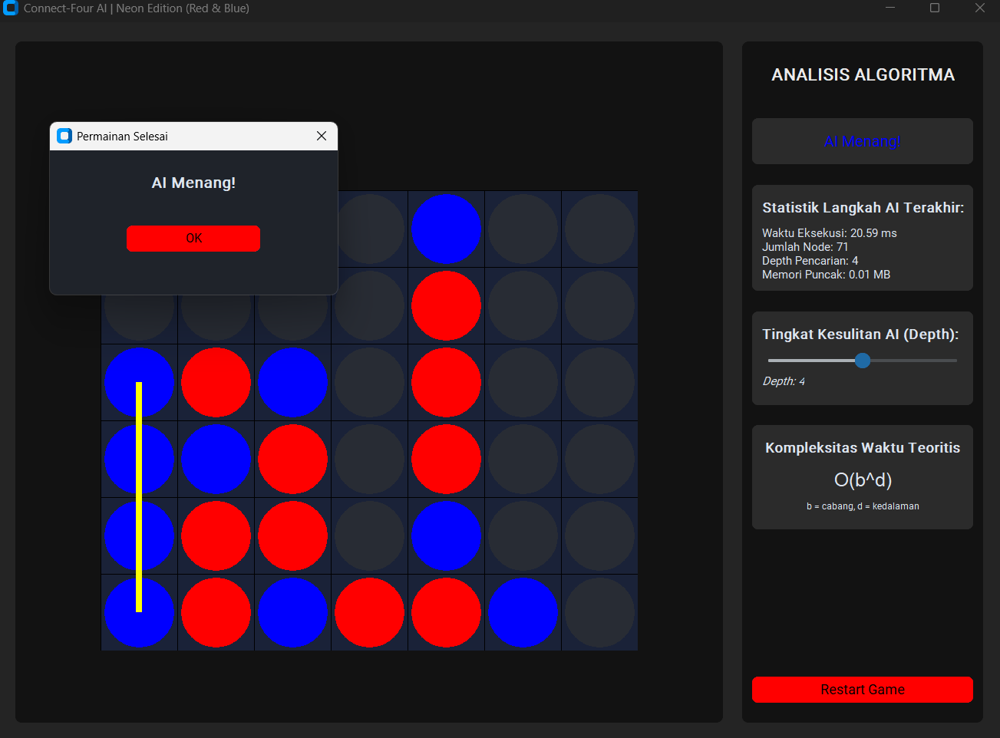 Connect-Four AI | Neon Edition (Red & Blue)
Permainan Selesai
AI Menang!
OK
ANALISIS ALGORITMA
AI Menang!
Statistik Langkah AI Terakhir:
Waktu Eksekusi: 20.59 ms
Jumlah Node: 71
Depth Pencarian: 4
Memori Puncak: 0.01 MB
Tingkat Kesulitan AI (Depth):
Depth: 4
Kompleksitas Waktu Teoritis
O(b^d)
b = cabang, d = kedalaman
Restart Game